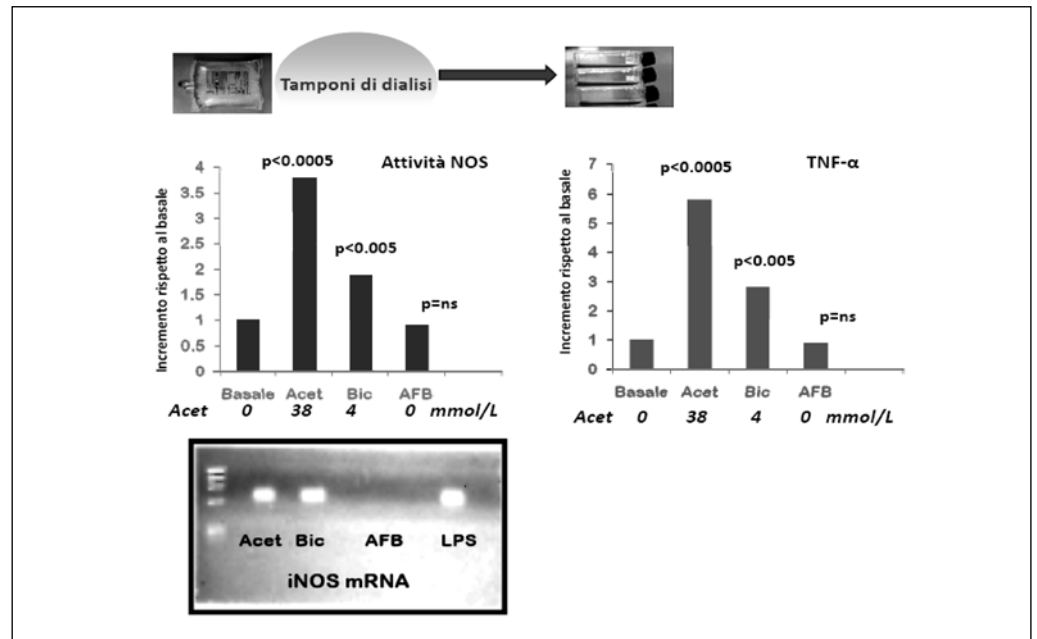 Tamponi di dialisi
Attività NOS
Incremento rispetto al basale
4
3.5
3
2.5
2
1.5
1
0.5
0
p<0.0005
p<0.005
p=ns
Basale Acet Bic AFB
Acet 0 38 4 0 mmol/L
TNF-α
Incremento rispetto al basale
7
6
5
4
3
2
1
0
p<0.0005
p<0.005
p=ns
Basale Acet Bic AFB
Acet 0 38 4 0 mmol/L
Acet Bic AFB LPS
iNOS mRNA